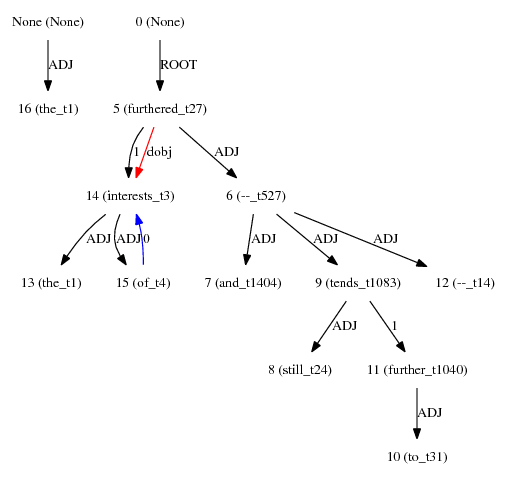 None (None) 0 (None)
ADJ ROOT
16 (the_t1) 5 (furthered_t27)
1 dobj ADJ
14 (interests_t3) 6 (--_t527)
ADJ ADJ 0 ADJ ADJ ADJ
13 (the_t1) 15 (of_t4) 7 (and_t1404) 9 (tends_t1083) 12 (--_t14)
ADJ 1
8 (still_t24) 11 (further_t1040)
ADJ
10 (to_t31)